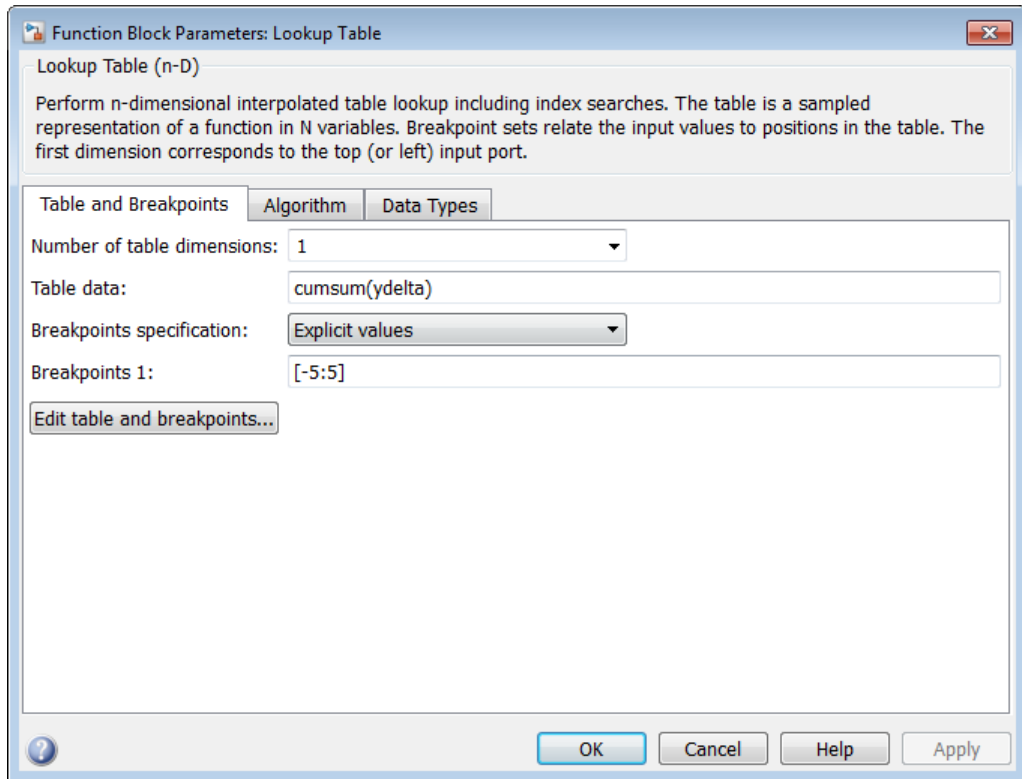 Function Block Parameters: Lookup Table
Lookup Table (n-D)
Perform n-dimensional interpolated table lookup including index searches. The table is a sampled
representation of a function in N variables. Breakpoint sets relate the input values to positions in the table. The
first dimension corresponds to the top (or left) input port.
Table and Breakpoints Algorithm Data Types
Number of table dimensions: 1
Table data: cumsum(ydelta)
Breakpoints specification: Explicit values
Breakpoints 1: [-5:5]
Edit table and breakpoints...
? OK Cancel Help Apply